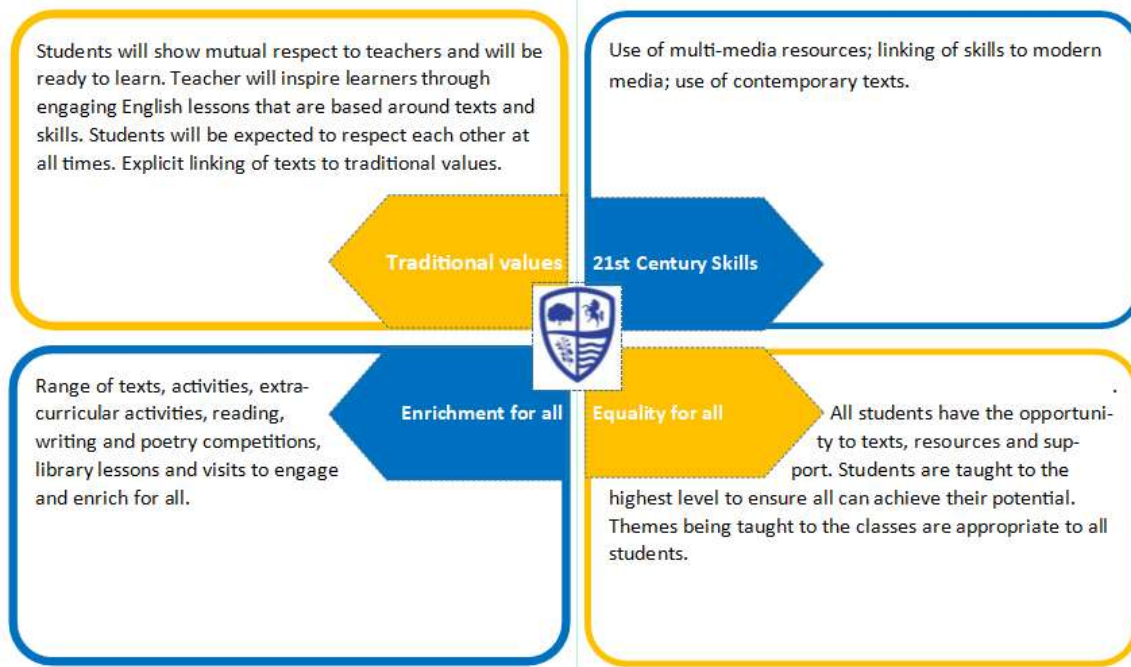 Students will show mutual respect to teachers and will be
ready to learn. Teacher will inspire learners through
engaging English lessons that are based around texts and
skills. Students will be expected to respect each other at
all times. Explicit linking of texts to traditional values.
Traditional values
Use of multi-media resources; linking of skills to modern
media; use of contemporary texts.
21st Century Skills
Range of texts, activities, extra-
curricular activities, reading,
writing and poetry competitions,
library lessons and visits to engage
and enrich for all.
Enrichment for all
Equality for all
.
All students have the opportuni-
ty to texts, resources and sup-
port. Students are taught to the
highest level to ensure all can achieve their potential.
Themes being taught to the classes are appropriate to all
students.